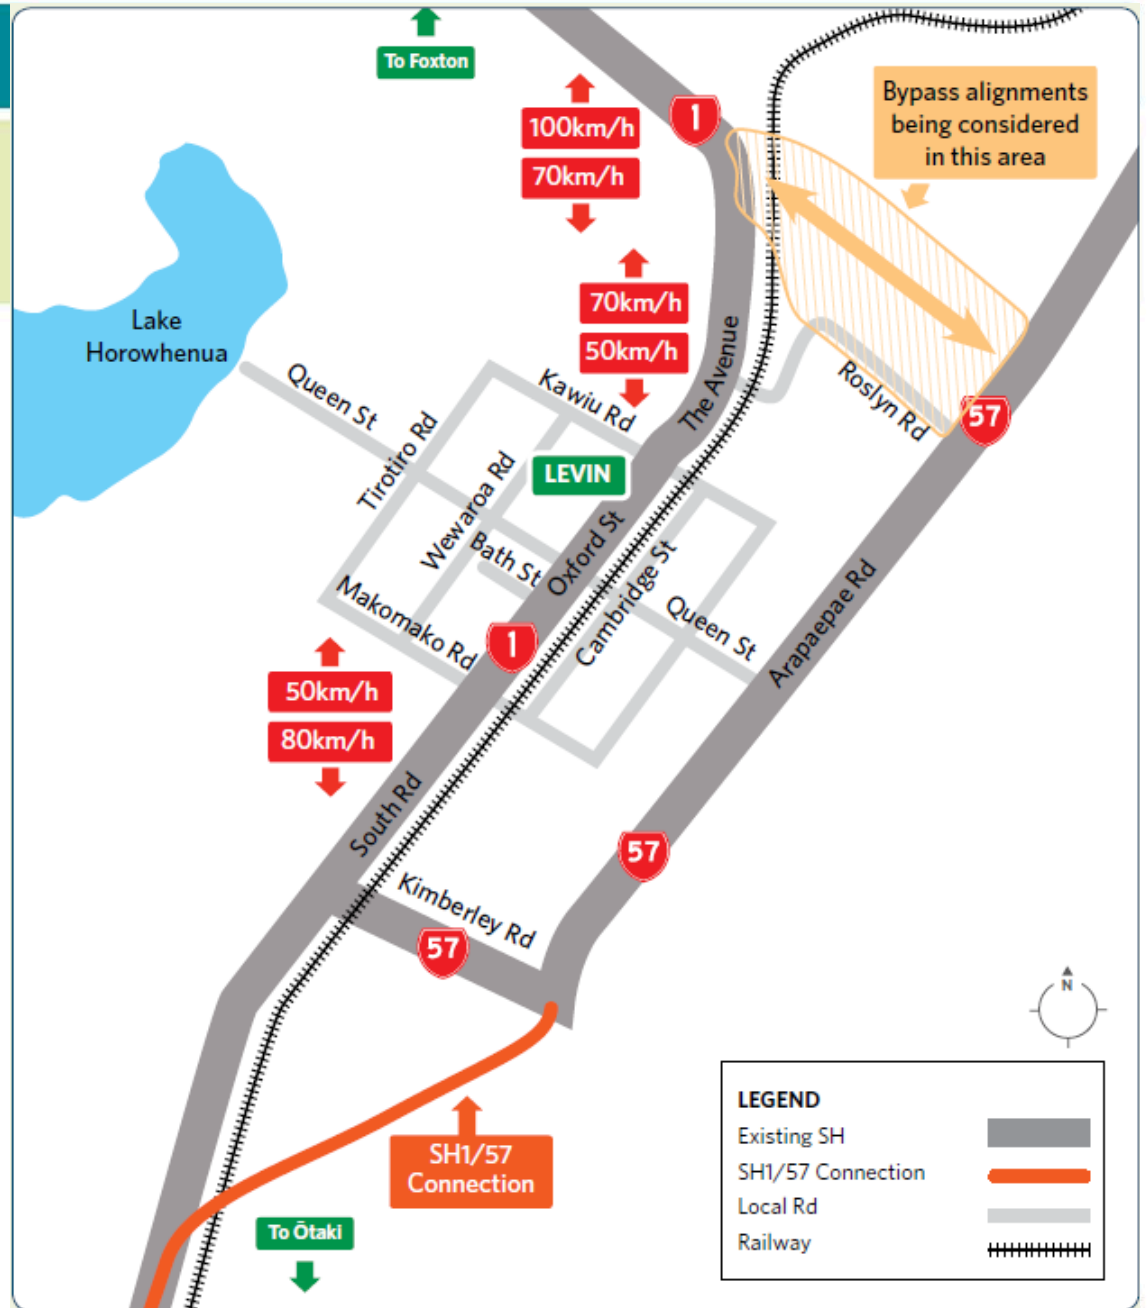 To Foxton
100km/h
70km/h
1
Bypass alignments
being considered
in this area
70km/h
50km/h
Lake
Horowhenua
The Avenue
Queen St
Kawiu Rd
Roslyn Rd
57
Tirotiro Rd
Wewaroa Rd
LEVIN
Oxford St
Bath St
Cambridge St
Queen St
Arapaepae Rd
Makomako Rd
1
50km/h
80km/h
South Rd
57
Kimberley Rd
57
N
SH1/57
Connection
To Ōtaki
LEGEND
Existing SH
SH1/57 Connection
Local Rd
Railway